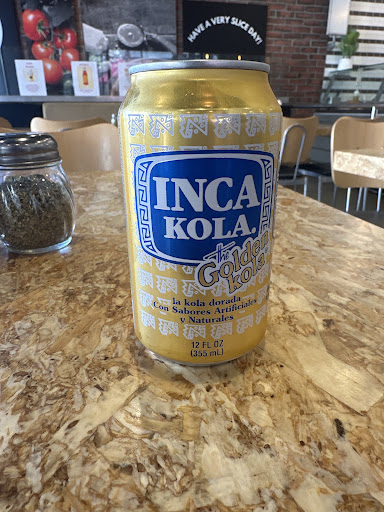 HAVE A VERY SLICE DAY!
INCA
KOLA.
the
Golden
kola.
la kola dorada
Con Sabores Artificiales
y Naturales
12 FL OZ
(355 mL)